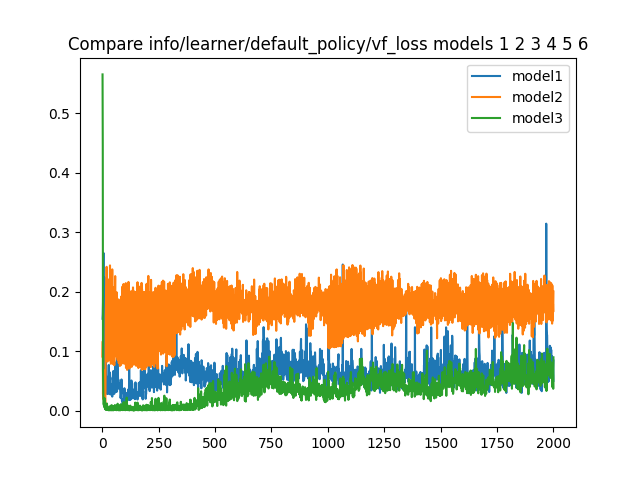 Compare info/learner/default_policy/vf_loss models 1 2 3 4 5 6
model1
model2
model3
0.5
0.4
0.3
0.2
0.1
0.0
0 250 500 750 1000 1250 1500 1750 2000